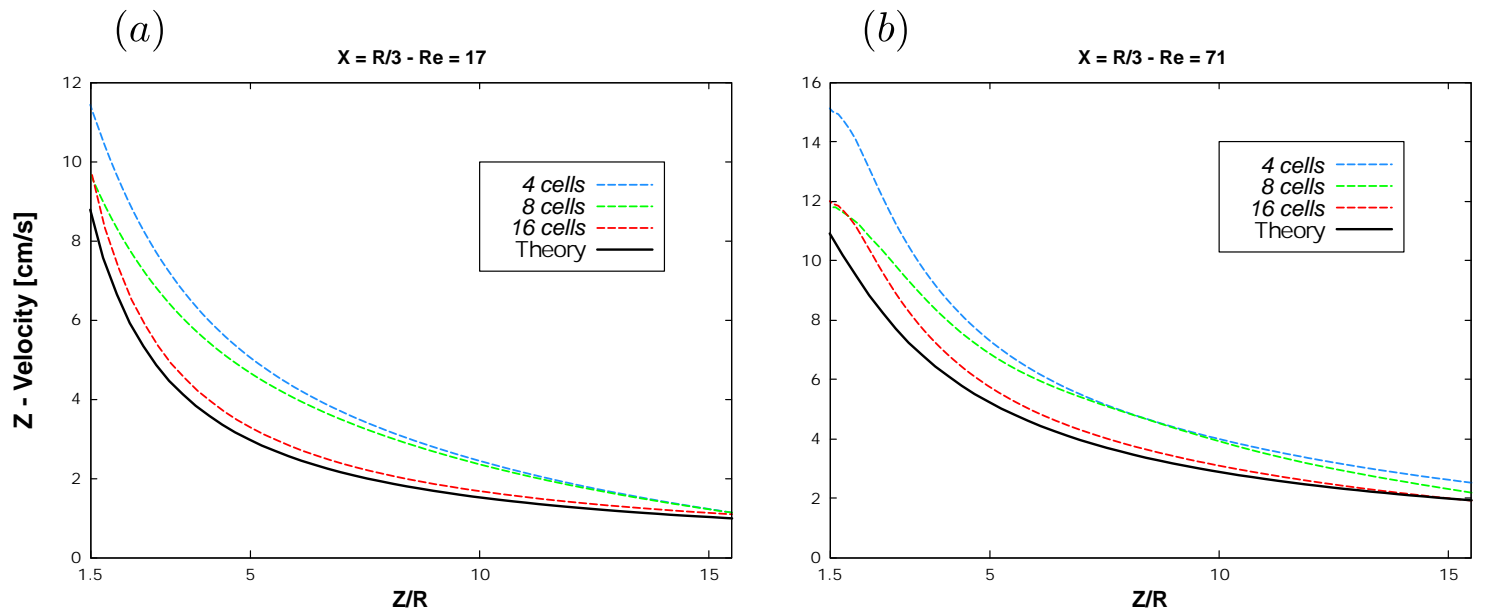 (a)
X = R/3 - Re = 17
12
10
8
6
4
2
0
1.5
5
10
15
Z - Velocity [cm/s]
Z/R
4 cells
8 cells
16 cells
Theory
(b)
X = R/3 - Re = 71
16
14
12
10
8
6
4
2
0
1.5
5
10
15
Z/R
4 cells
8 cells
16 cells
Theory